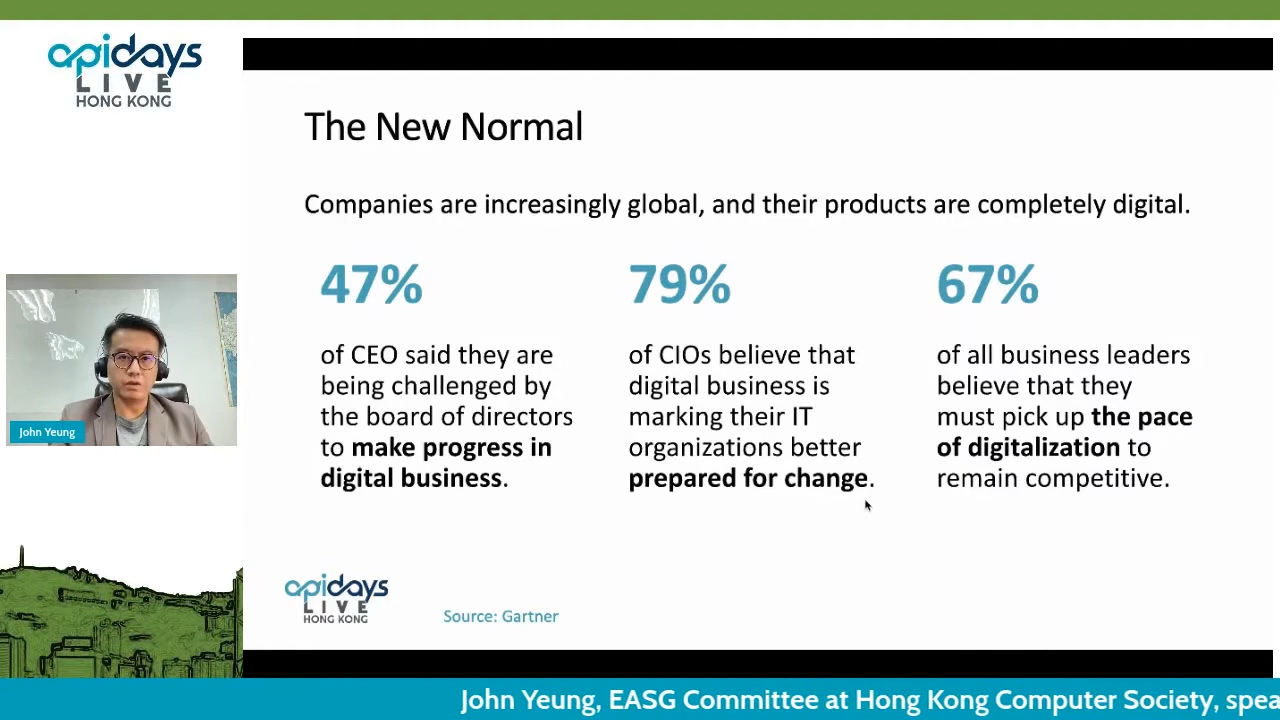 apidays
LIVE
HONG KONG
The New Normal
Companies are increasingly global, and their products are completely digital.
47%
of CEO said they are
being challenged by
the board of directors
to make progress in
digital business.
79%
of CIOs believe that
digital business is
marking their IT
organizations better
prepared for change.
67%
of all business leaders
believe that they
must pick up the pace
of digitalization to
remain competitive.
John Yeung
apidays
LIVE
HONG KONG
Source: Gartner
John Yeung, EASG Committee at Hong Kong Computer Society, spea